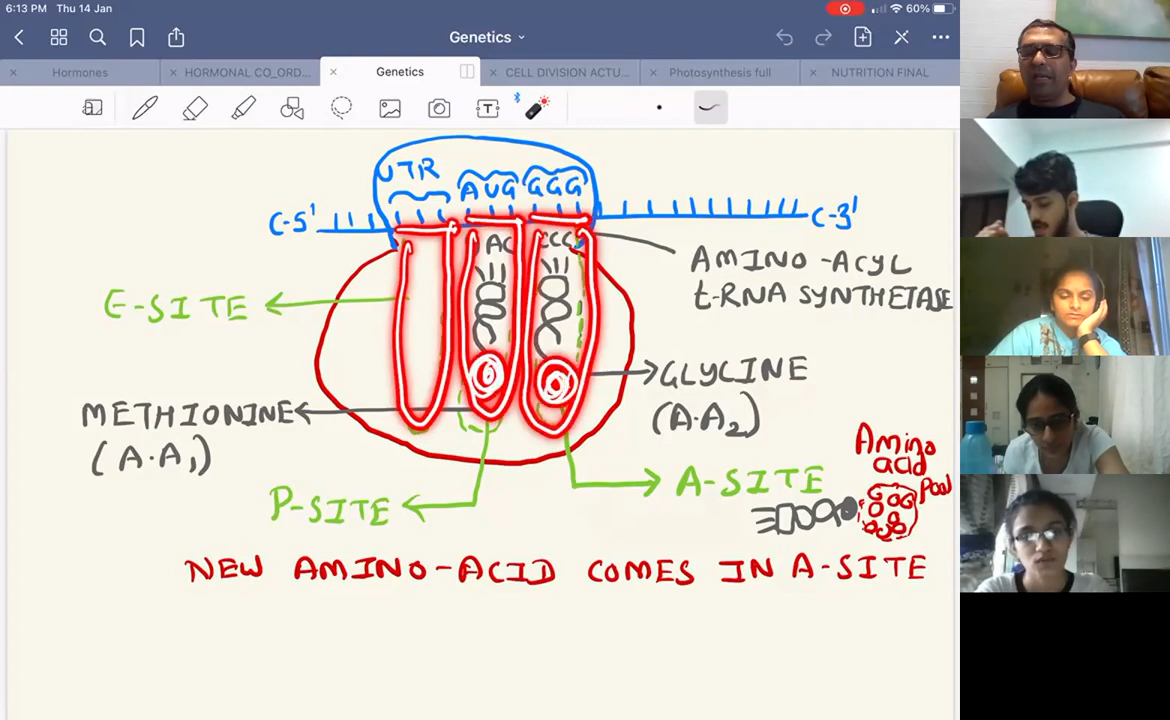 6:13 PM Thu 14 Jan
60%
Genetics
Hormones
HORMONAL CO_ORD...
Genetics
CELL DIVISION ACTU...
Photosynthesis full
NUTRITION FINAL
UTR AUG GGG
C-5'
C-3'
AC CCC
AMINO-ACYL
t-RNA SYNTHETASE
E-SITE
GLYCINE
(A.A2)
METHIONINE
(A.A1)
Amino
acid
Pool
A-SITE
P-SITE
NEW AMINO-ACID COMES IN A-SITE